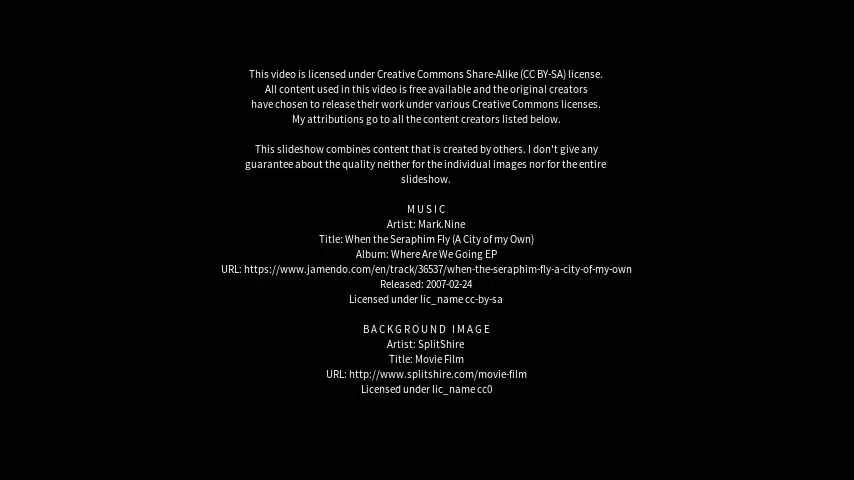 This video is licensed under Creative Commons Share-Alike (CC BY-SA) license.
All content used in this video is free available and the original creators
have chosen to release their work under various Creative Commons licenses.
My attributions go to all the content creators listed below.
This slideshow combines content that is created by others. I don't give any
guarantee about the quality neither for the individual images nor for the entire
slideshow.
MUSIC
Artist: Mark.Nine
Title: When the Seraphim Fly (A City of my Own)
Album: Where Are We Going EP
URL: https://www.jamendo.com/en/track/36537/when-the-seraphim-fly-a-city-of-my-own
Released: 2007-02-24
Licensed under lic_name cc-by-sa
BACKGROUND IMAGE
Artist: SplitShire
Title: Movie Film
URL: http://www.splitshire.com/movie-film
Licensed under lic_name cc0